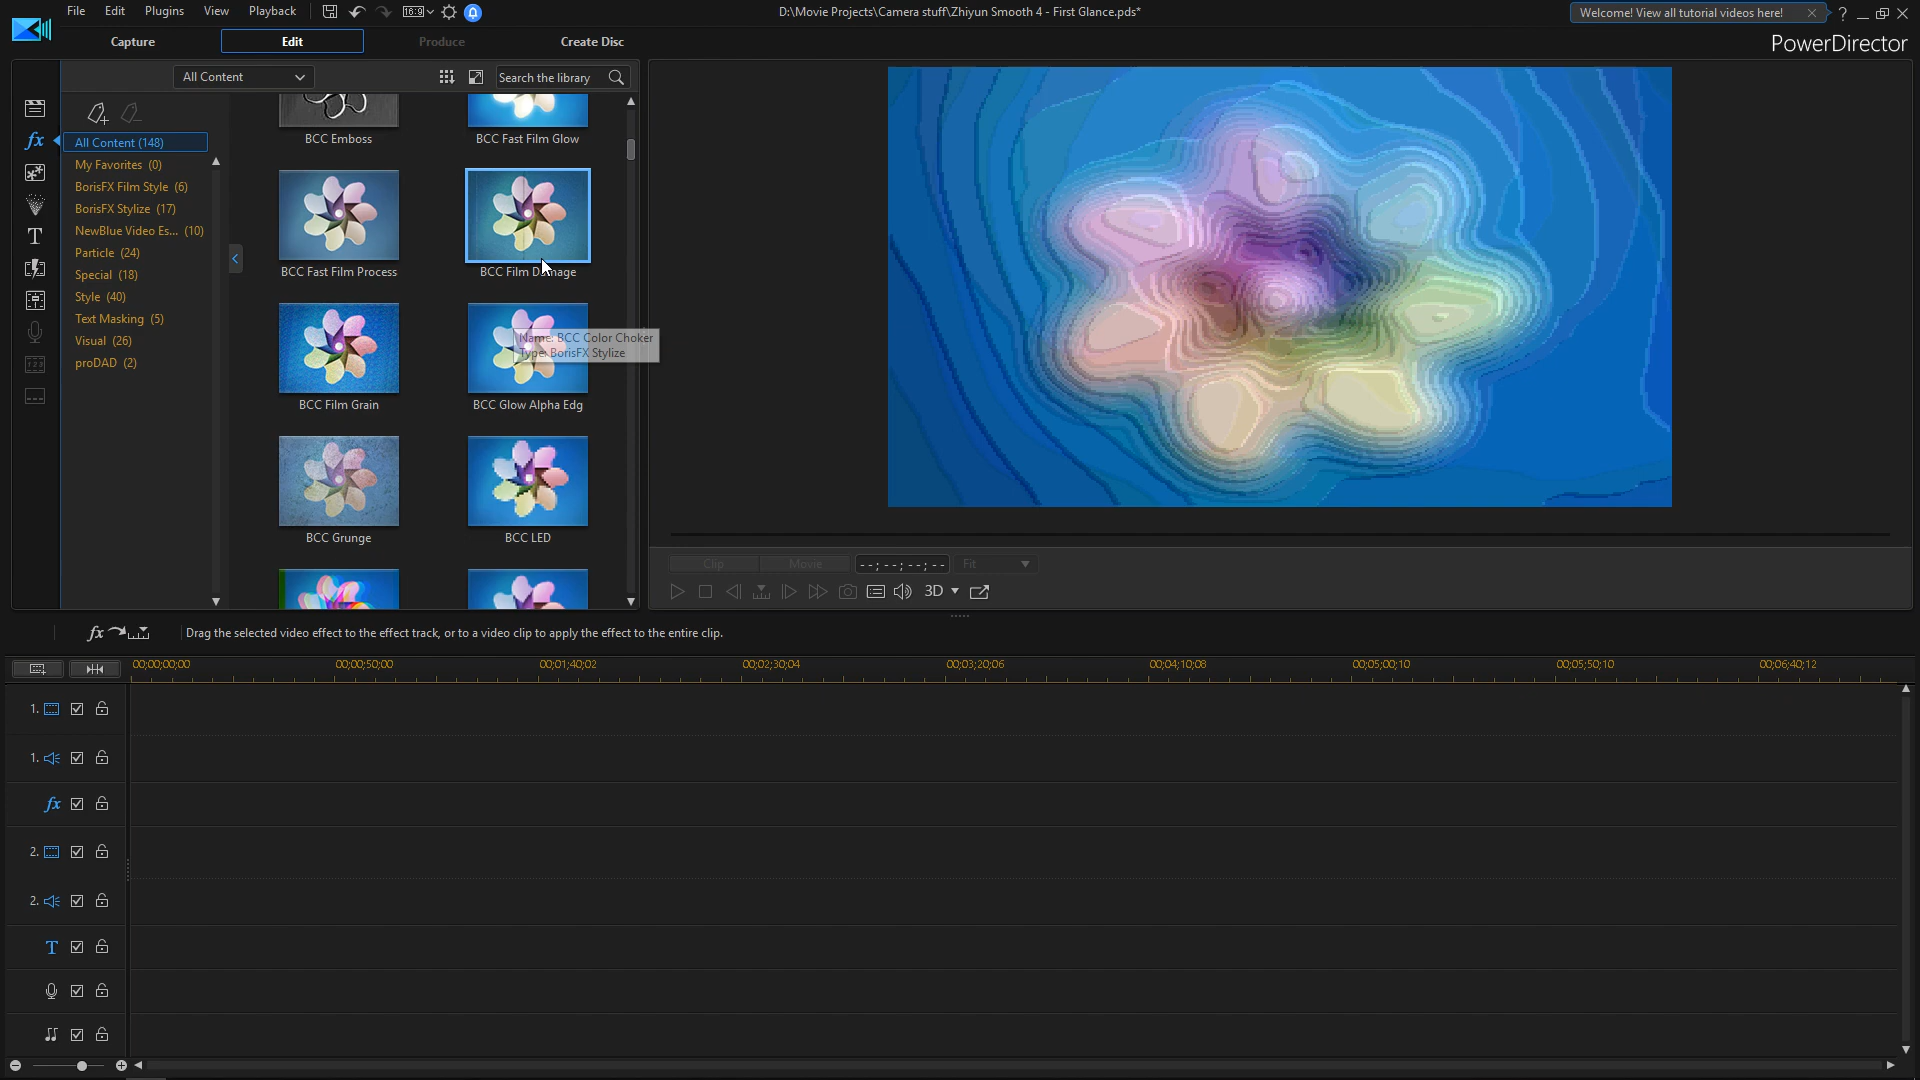 File Edit Plugins View Playback
16:9
D:\Movie Projects\Camera stuff\Zhiyun Smooth 4 - First Glance.pds*
Welcome! View all tutorial videos here!
?
Capture
Edit
Produce
Create Disc
PowerDirector
All Content
Search the library
fx
T
All Content (148)
My Favorites (0)
BorisFX Film Style (6)
BorisFX Stylize (17)
NewBlue Video Es... (10)
Particle (24)
Special (18)
Style (40)
Text Masking (5)
Visual (26)
proDAD (2)
BCC Emboss
BCC Fast Film Glow
BCC Fast Film Process
BCC Film Damage
BCC Film Grain
Name: BCC Color Choker
Type: BorisFX Stylize
BCC Glow Alpha Edg
BCC Grunge
BCC LED
Clip
Movie
--;--;--;--
Fit
3D
fx
Drag the selected video effect to the effect track, or to a video clip to apply the effect to the entire clip.
00;00;00;00
00;00;50;00
00;01;40;02
00;02;30;04
00;03;20;06
00;04;10;08
00;05;00;10
00;05;50;10
00;06;40;12
1.
1.
fx
2.
2.
T